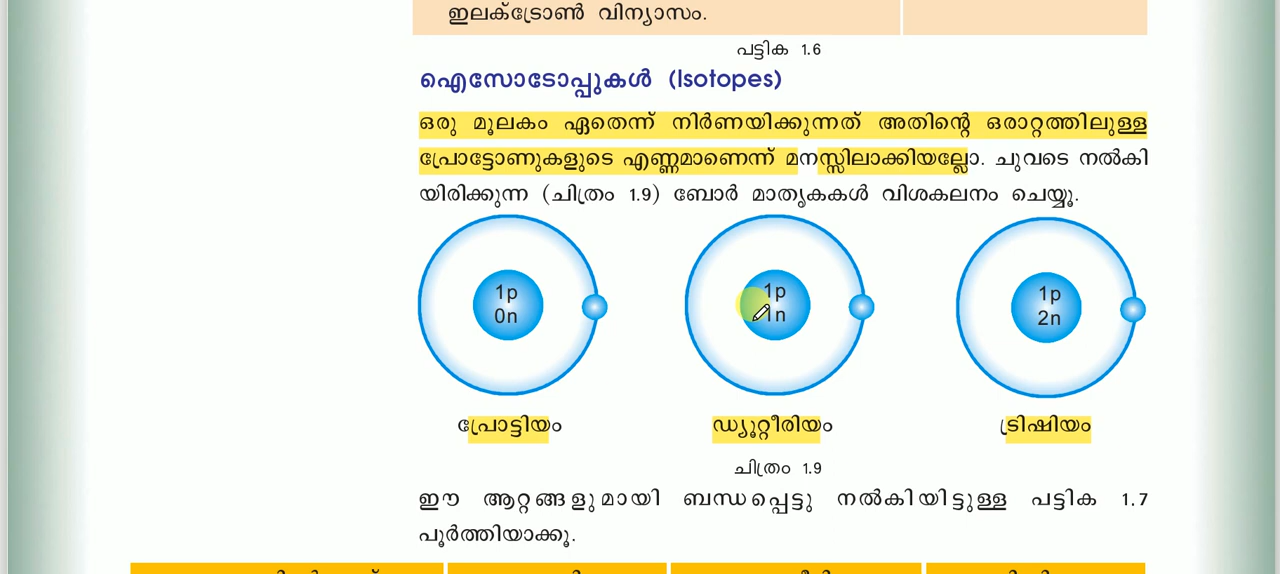 ഇലക്ട്രോൺ വിന്യാസം.
പട്ടിക 1.6
ഐസോടോപ്പുകൾ (Isotopes)
ഒരു മൂലകം ഏതെന്ന് നിർണയിക്കുന്നത് അതിന്റെ ഒരാറ്റത്തിലുള്ള
പ്രോട്ടോണുകളുടെ എണ്ണമാണെന്ന് മനസ്സിലാക്കിയല്ലോ. ചുവടെ നൽകി
യിരിക്കുന്ന (ചിത്രം 1.9) ബോർ മാതൃകകൾ വിശകലനം ചെയ്യൂ.
1p 1p 1p
0n 1n 2n
പ്രോട്ടിയം ഡ്യൂറ്റീരിയം ട്രിഷിയം
ചിത്രം 1.9
ഈ ആറ്റങ്ങളുമായി ബന്ധപ്പെട്ടു നൽകിയിട്ടുള്ള പട്ടിക 1.7
പൂർത്തിയാക്കൂ.